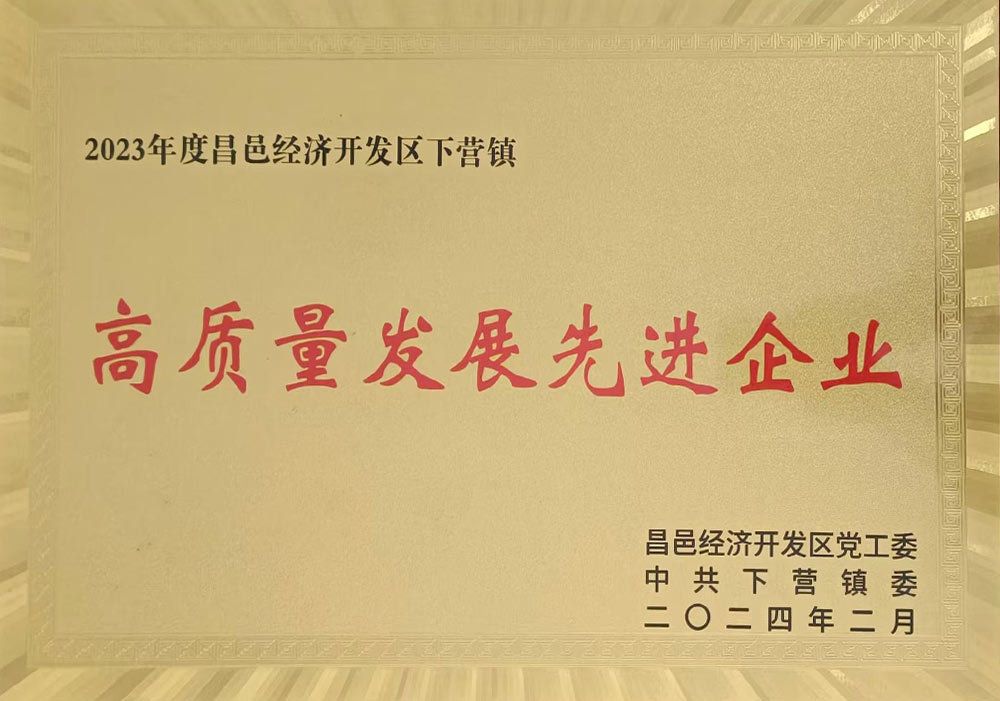 2023年度昌邑经济开发区下营镇
高质量发展先进企业
昌邑经济开发区党工委
中共下营镇委
二〇二四年二月